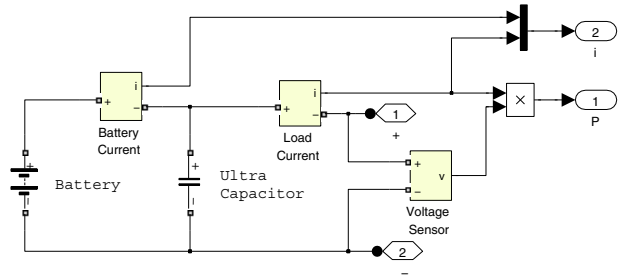 2
i
i
+
−
Battery
Current
i
+
−
Load
Current
1
+
×
1
P
+
−
Battery
+
−
Ultra
Capacitor
+
−
v
Voltage
Sensor
2
−